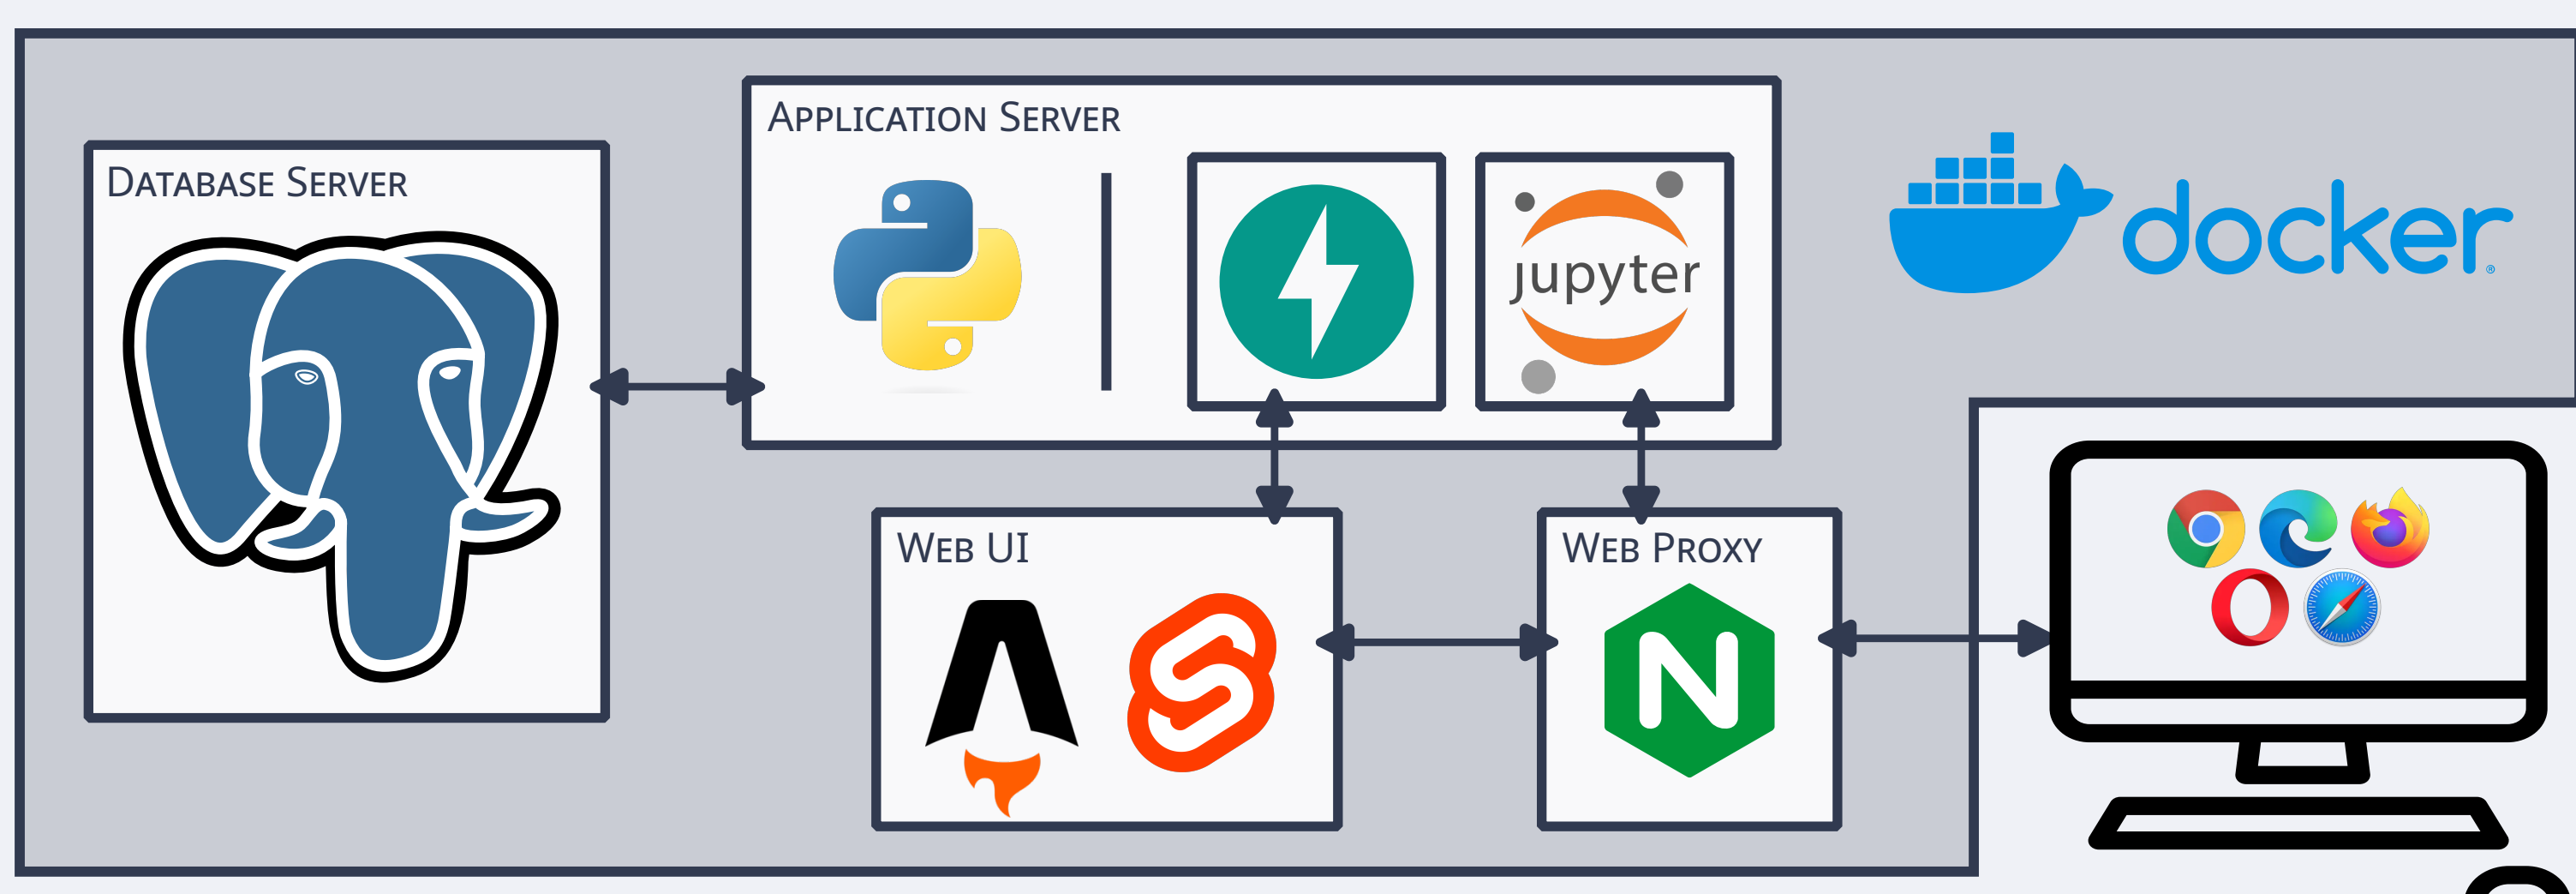 Application Server
Database Server
jupyter
docker®
Web UI
Web Proxy